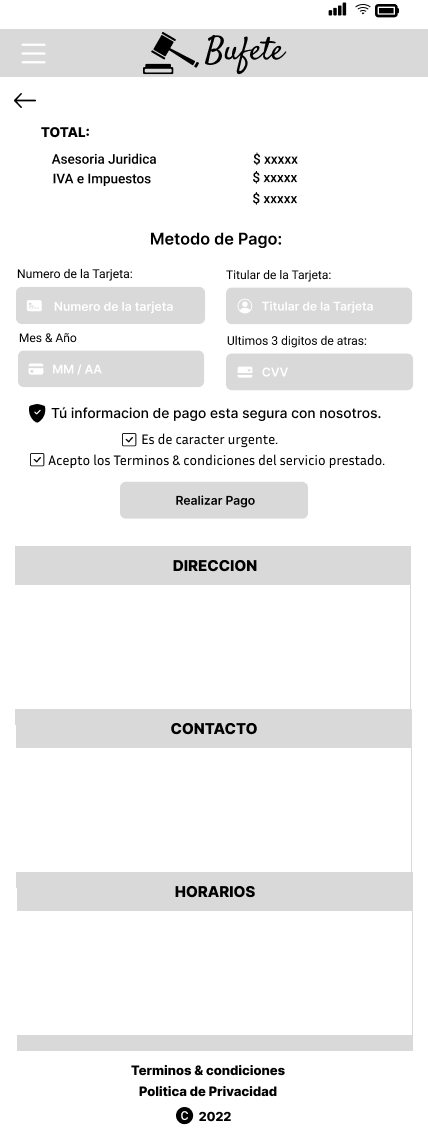 Bufete
TOTAL:
Asesoria Juridica $ xxxxx
IVA e Impuestos $ xxxxx
$ xxxxx
Metodo de Pago:
Numero de la Tarjeta: Titular de la Tarjeta:
Numero de la tarjeta Titular de la Tarjeta
Mes & Año Ultimos 3 digitos de atras:
MM / AA CVV
Tú informacion de pago esta segura con nosotros.
Es de caracter urgente.
Acepto los Terminos & condiciones del servicio prestado.
Realizar Pago
DIRECCION
CONTACTO
HORARIOS
Terminos & condiciones
Politica de Privacidad
C 2022